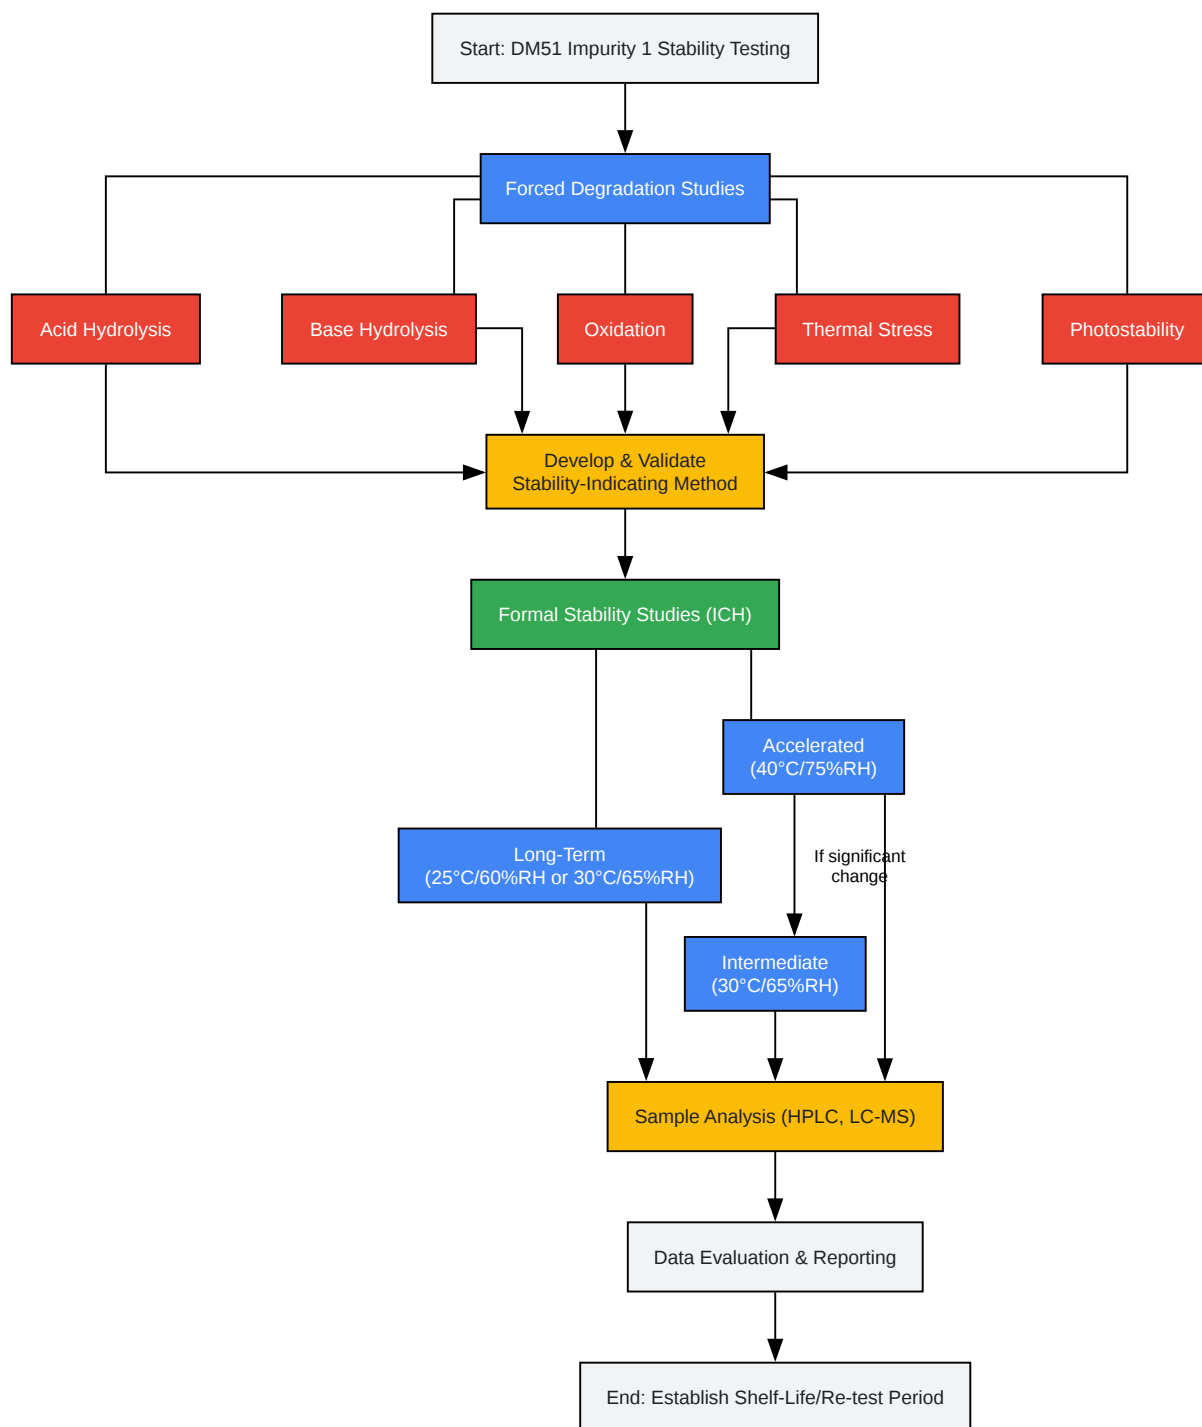 Start: DM51 Impurity 1 Stability Testing
Forced Degradation Studies
Acid Hydrolysis
Base Hydrolysis
Oxidation
Thermal Stress
Photostability
Develop & Validate
Stability-Indicating Method
Formal Stability Studies (ICH)
Accelerated
(40°C/75%RH)
Long-Term
(25°C/60%RH or 30°C/65%RH)
If significant
change
Intermediate
(30°C/65%RH)
Sample Analysis (HPLC, LC-MS)
Data Evaluation & Reporting
End: Establish Shelf-Life/Re-test Period